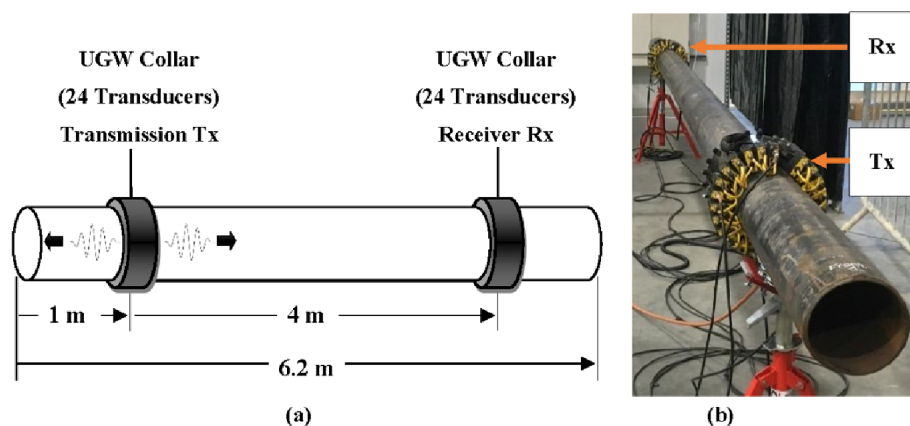 UGW Collar
(24 Transducers)
Transmission Tx
UGW Collar
(24 Transducers)
Receiver Rx
1 m
4 m
6.2 m
(a)
Rx
Tx
(b)